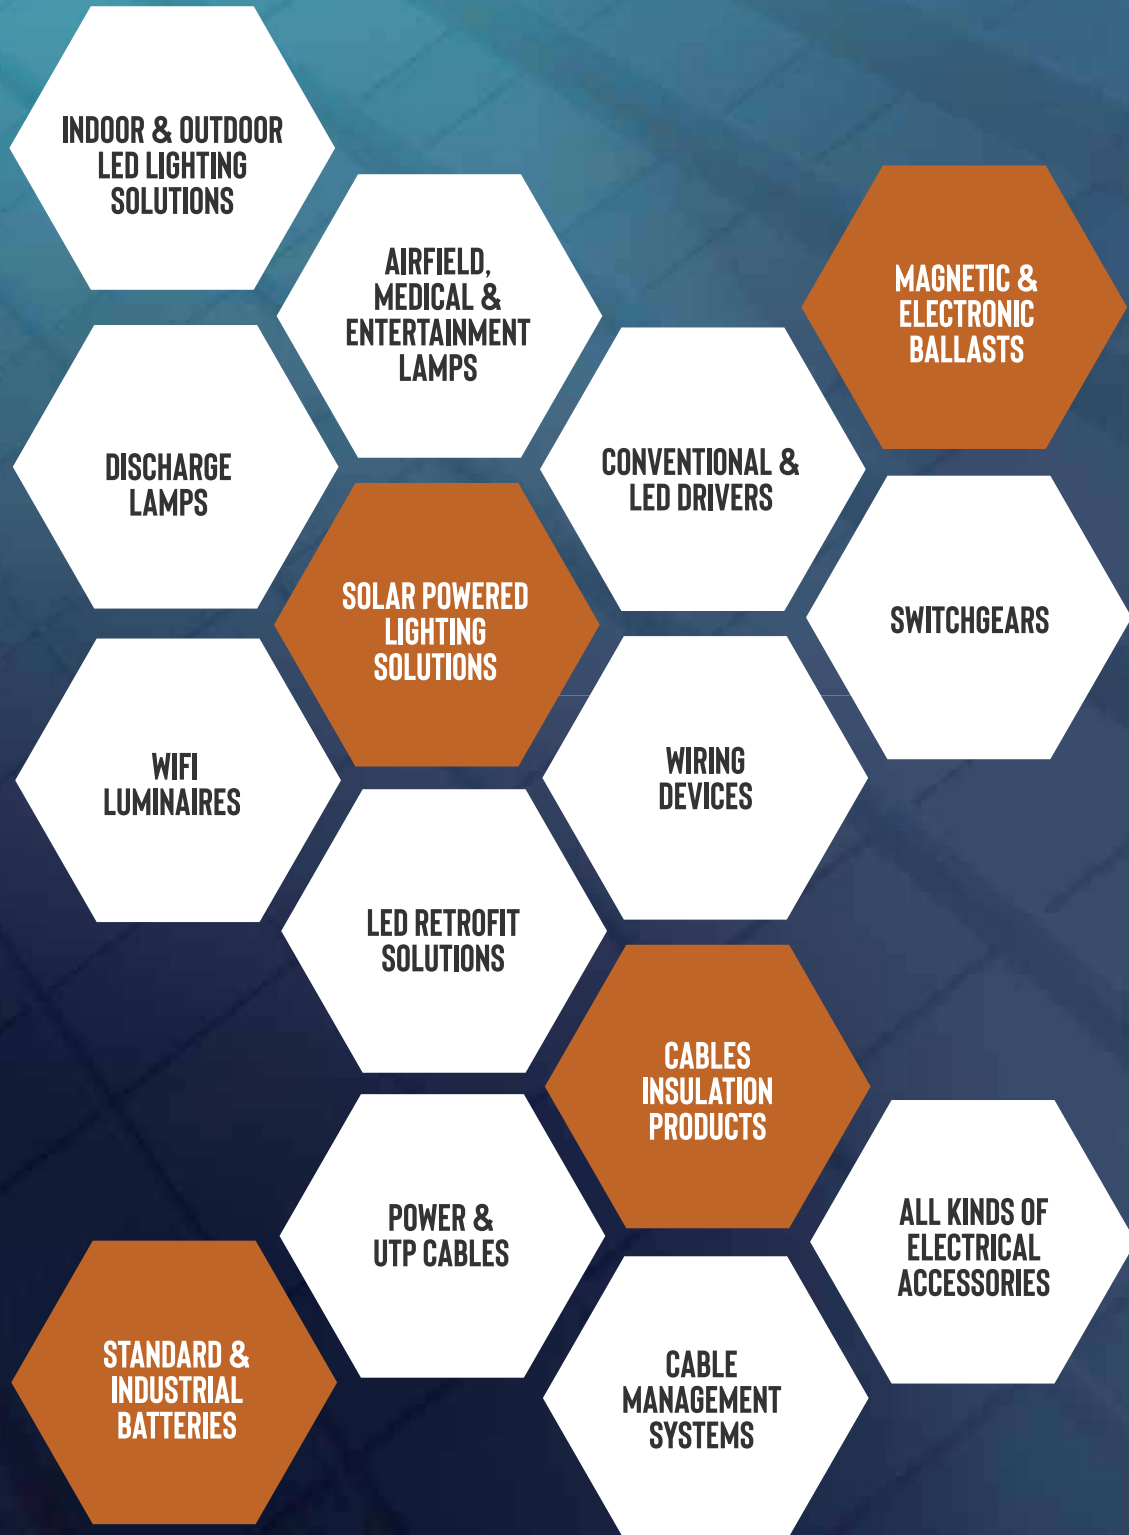 INDOOR & OUTDOOR
LED LIGHTING
SOLUTIONS
AIRFIELD,
MEDICAL &
ENTERTAINMENT
LAMPS
MAGNETIC &
ELECTRONIC
BALLASTS
DISCHARGE
LAMPS
CONVENTIONAL &
LED DRIVERS
SOLAR POWERED
LIGHTING
SOLUTIONS
SWITCHGEARS
WIFI
LUMINAIRES
WIRING
DEVICES
LED RETROFIT
SOLUTIONS
CABLES
INSULATION
PRODUCTS
POWER &
UTP CABLES
ALL KINDS OF
ELECTRICAL
ACCESSORIES
STANDARD &
INDUSTRIAL
BATTERIES
CABLE
MANAGEMENT
SYSTEMS